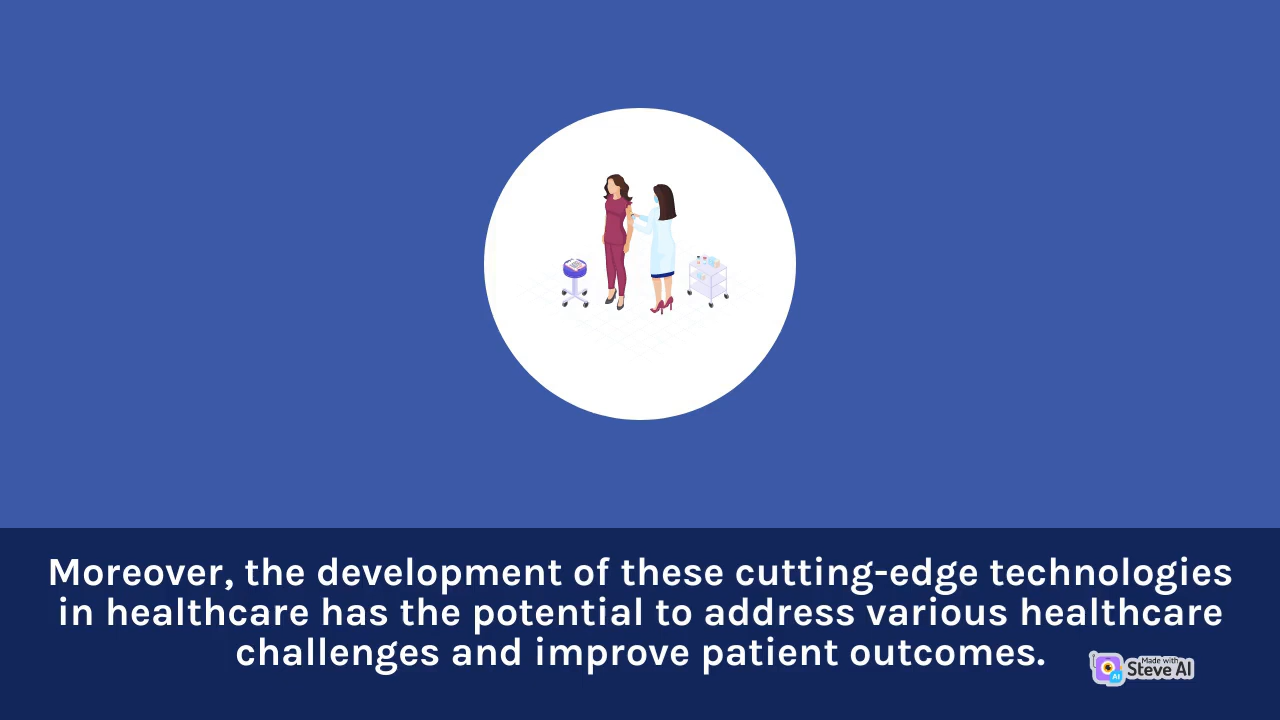 Moreover, the development of these cutting-edge technologies
in healthcare has the potential to address various healthcare
challenges and improve patient outcomes.
Made with
Steve AI
AI